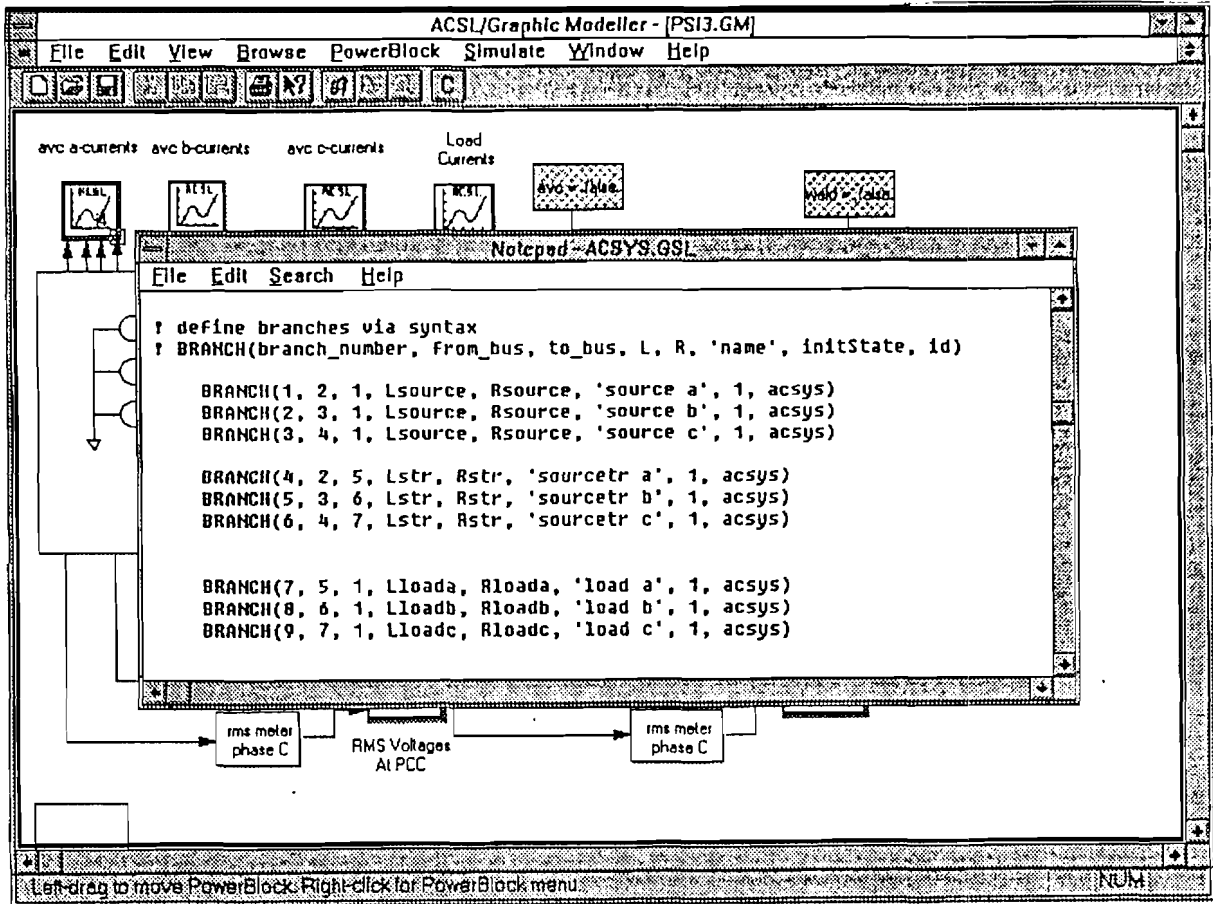 ACSL/Graphic Modeller - [PSI3.GM]
File Edit View Browse PowerBlock Simulate Window Help
C
avc a-currents avc b-currents avc c-currents Load Currents
ACSL ACSL ACSL ACSL
avc = .false.
= .false.
Notepad - ACSYS.GSL
File Edit Search Help
! define branches via syntax
! BRANCH(branch_number, from_bus, to_bus, L, R, 'name', initState, id)
BRANCH(1, 2, 1, Lsource, Rsource, 'source a', 1, acsys)
BRANCH(2, 3, 1, Lsource, Rsource, 'source b', 1, acsys)
BRANCH(3, 4, 1, Lsource, Rsource, 'source c', 1, acsys)
BRANCH(4, 2, 5, Lstr, Rstr, 'sourcetr a', 1, acsys)
BRANCH(5, 3, 6, Lstr, Rstr, 'sourcetr b', 1, acsys)
BRANCH(6, 4, 7, Lstr, Rstr, 'sourcetr c', 1, acsys)
BRANCH(7, 5, 1, Lloada, Rloada, 'load a', 1, acsys)
BRANCH(8, 6, 1, Lloadb, Rloadb, 'load b', 1, acsys)
BRANCH(9, 7, 1, Lloadc, Rloadc, 'load c', 1, acsys)
rms meter
phase C
RMS Voltages
At PCC
rms meter
phase C
Left-drag to move PowerBlock. Right-click for PowerBlock menu.
NUM